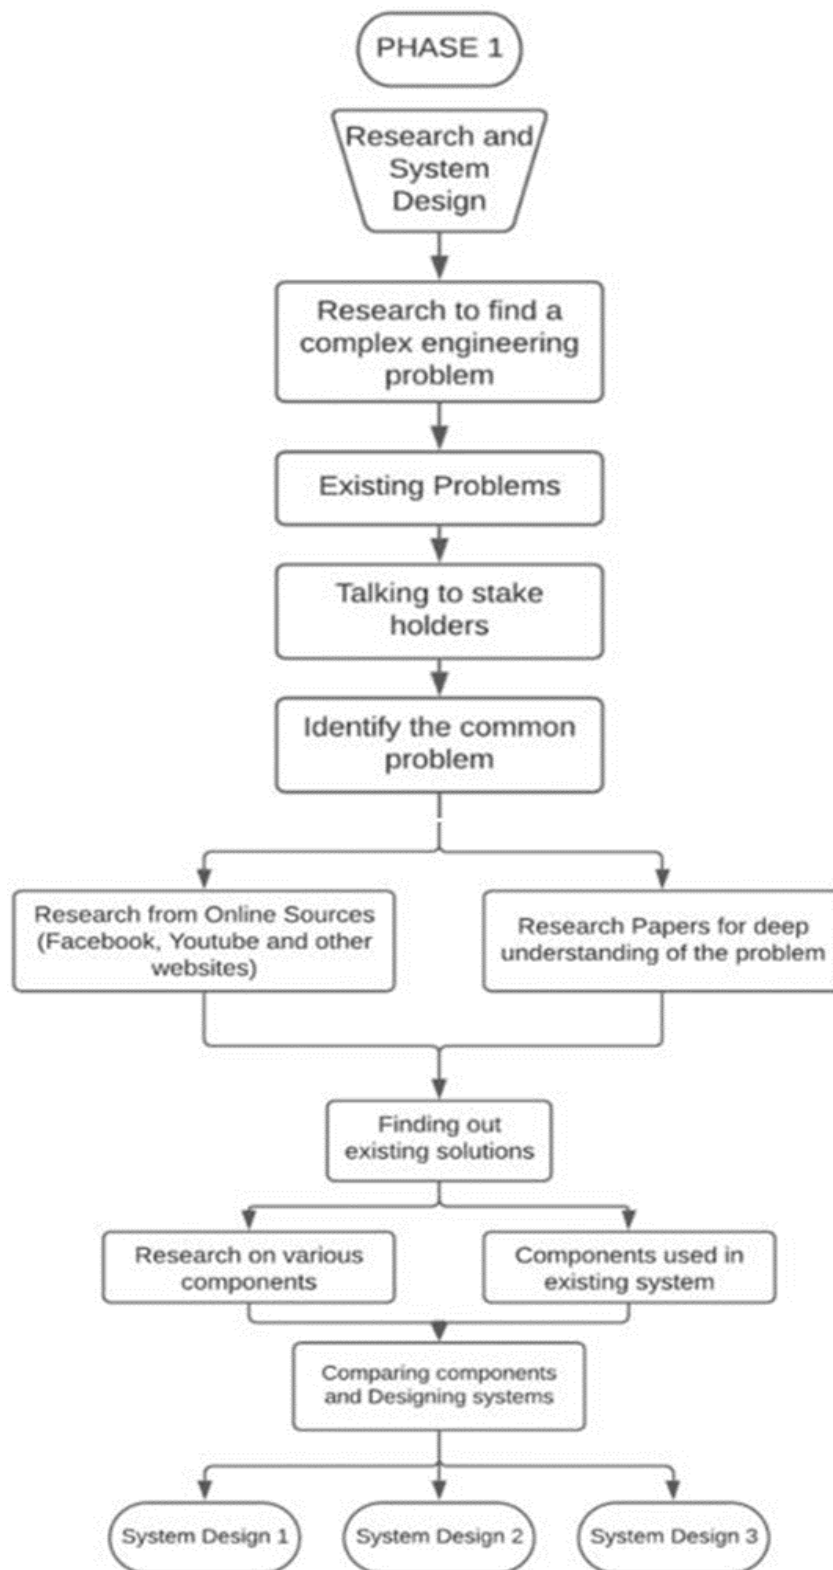 PHASE 1
Research and
System
Design
Research to find a
complex engineering
problem
Existing Problems
Talking to stake
holders
Identify the common
problem
Research from Online Sources
(Facebook, Youtube and other
websites)
Research Papers for deep
understanding of the problem
Finding out
existing solutions
Research on various
components
Components used in
existing system
Comparing components
and Designing systems
System Design 1
System Design 2
System Design 3